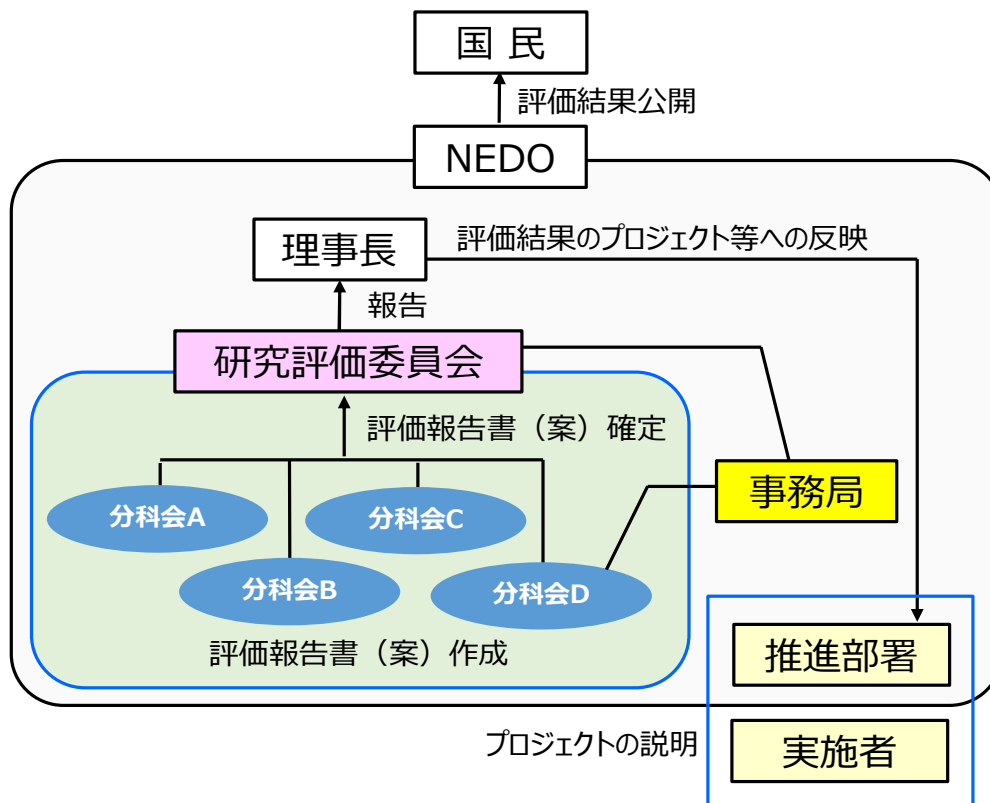 国 民
評価結果公開
NEDO
理事長
評価結果のプロジェクト等への反映
報告
研究評価委員会
評価報告書（案）確定
事務局
分科会A
分科会C
分科会B
分科会D
評価報告書（案）作成
推進部署
プロジェクトの説明
実施者